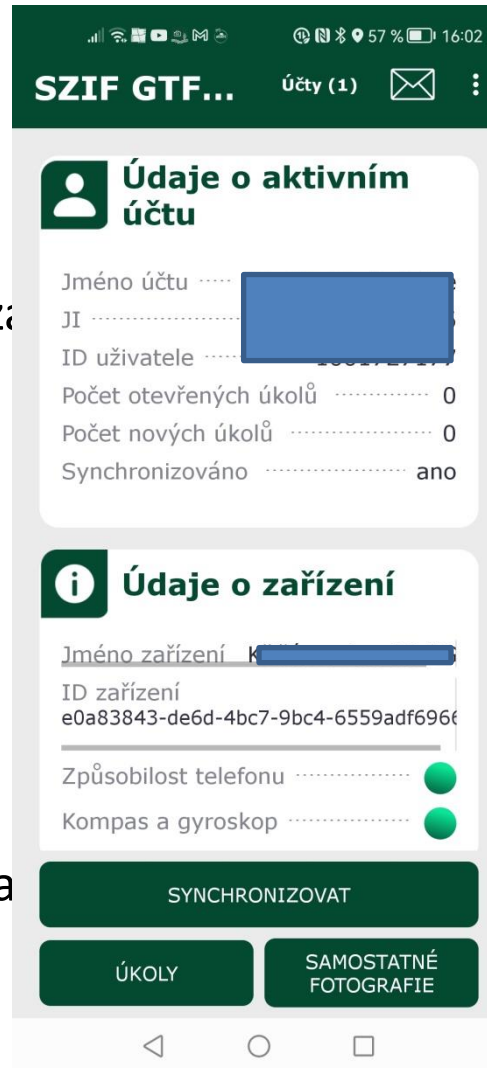 57 % 16:02
SZIF GTF... Účty (1)
Údaje o aktivním
účtu
Jméno účtu
JI
ID uživatele
Počet otevřených úkolů 0
Počet nových úkolů 0
Synchronizováno ano
Údaje o zařízení
Jméno zařízení
ID zařízení
e0a83843-de6d-4bc7-9bc4-6559adf6966
Způsobilost telefonu
Kompas a gyroskop
SYNCHRONIZOVAT
ÚKOLY
SAMOSTATNÉ
FOTOGRAFIE